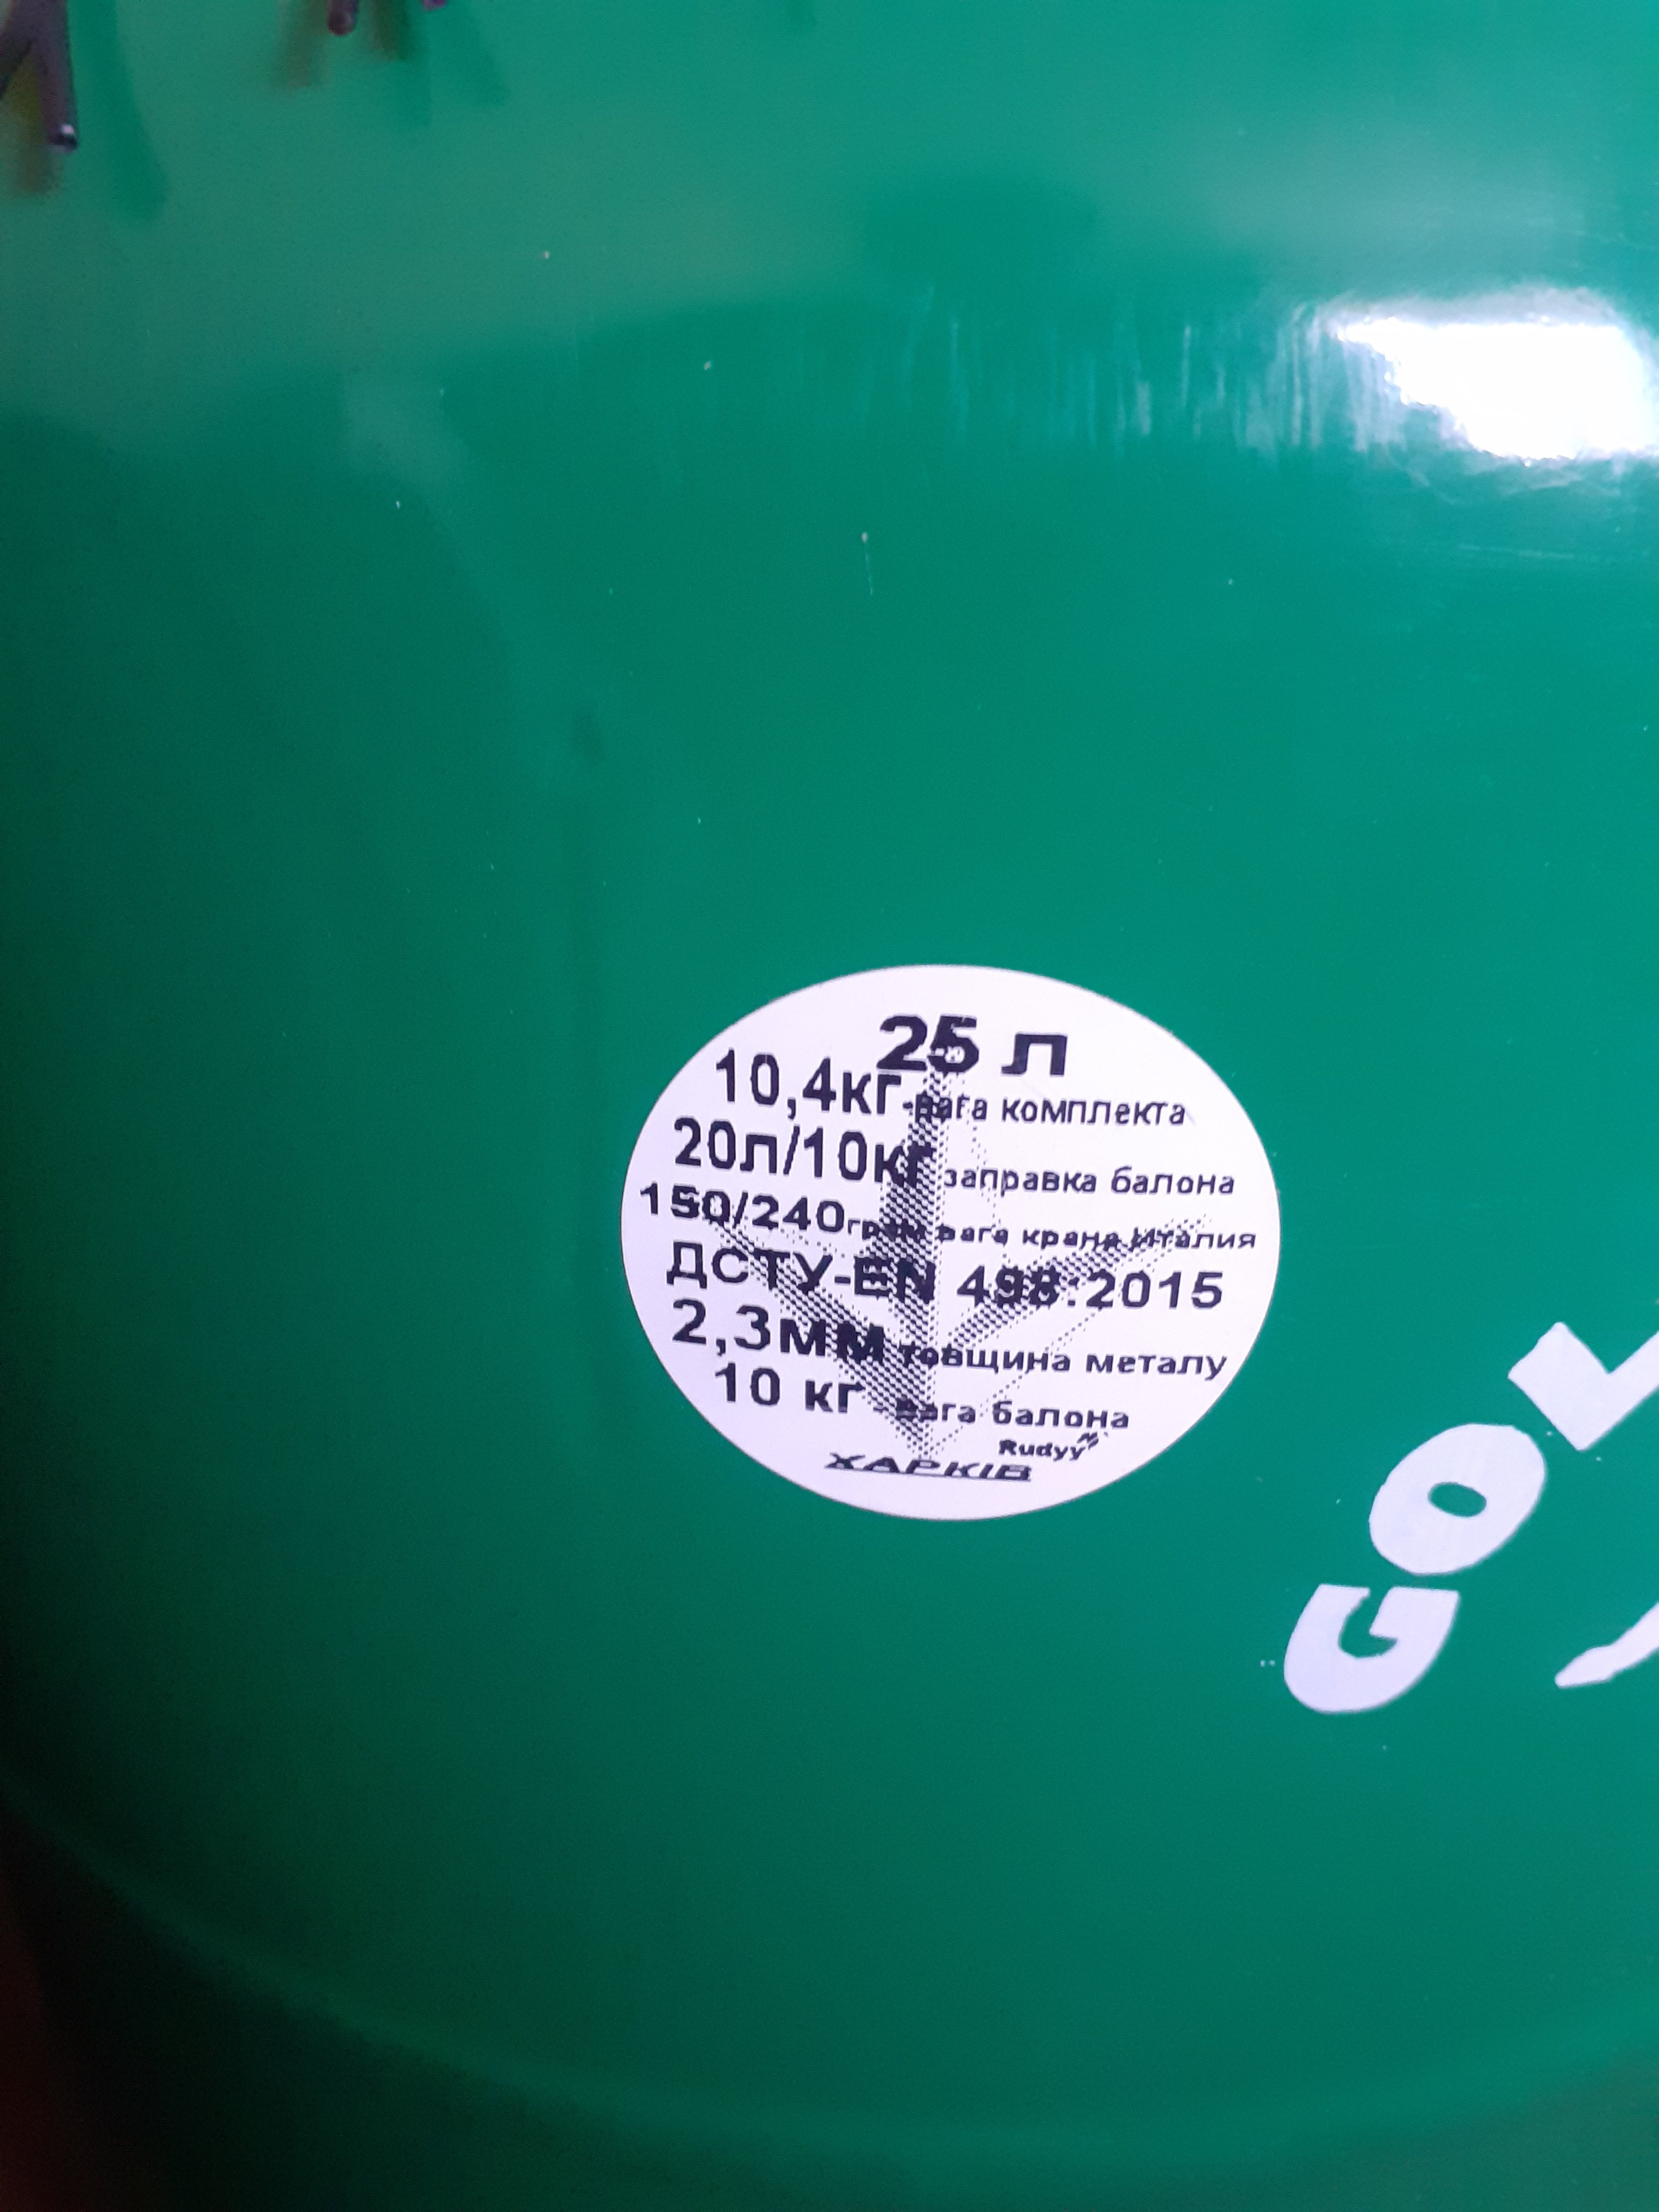 25 л
10,4кг-вага комплекта
20л/10кг заправка балона
150/240грам вага крана Италия
ДСТУ-EN 498:2015
2,3мм товщина металу
10 кг - вага балона
Rudyy
ХАРКІВ
GOL